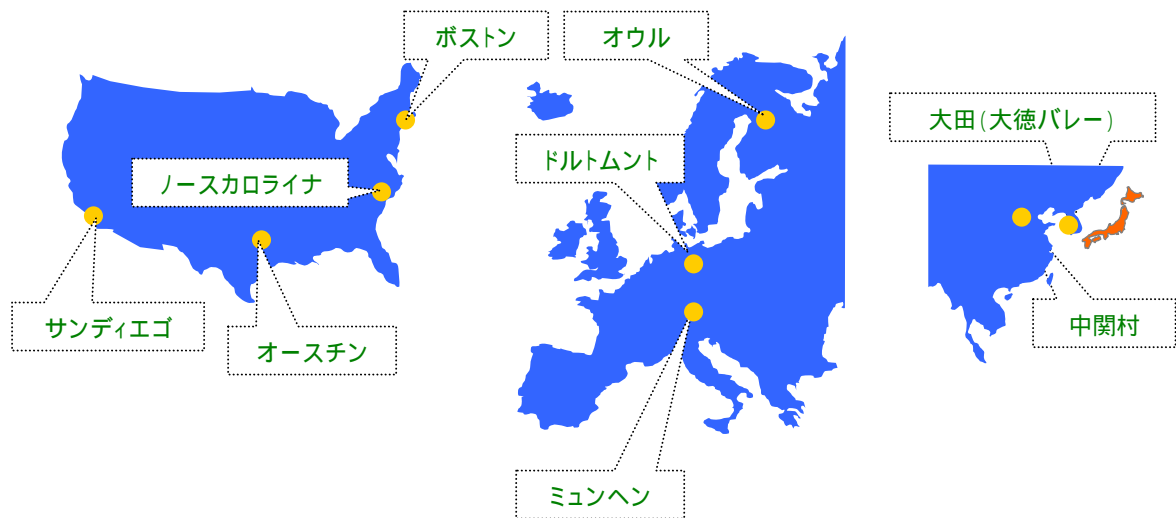 ボストン
オウル
大田(大徳バレー)
ドルトムント
ノースカロライナ
サンディエゴ
オースチン
中関村
ミュンヘン